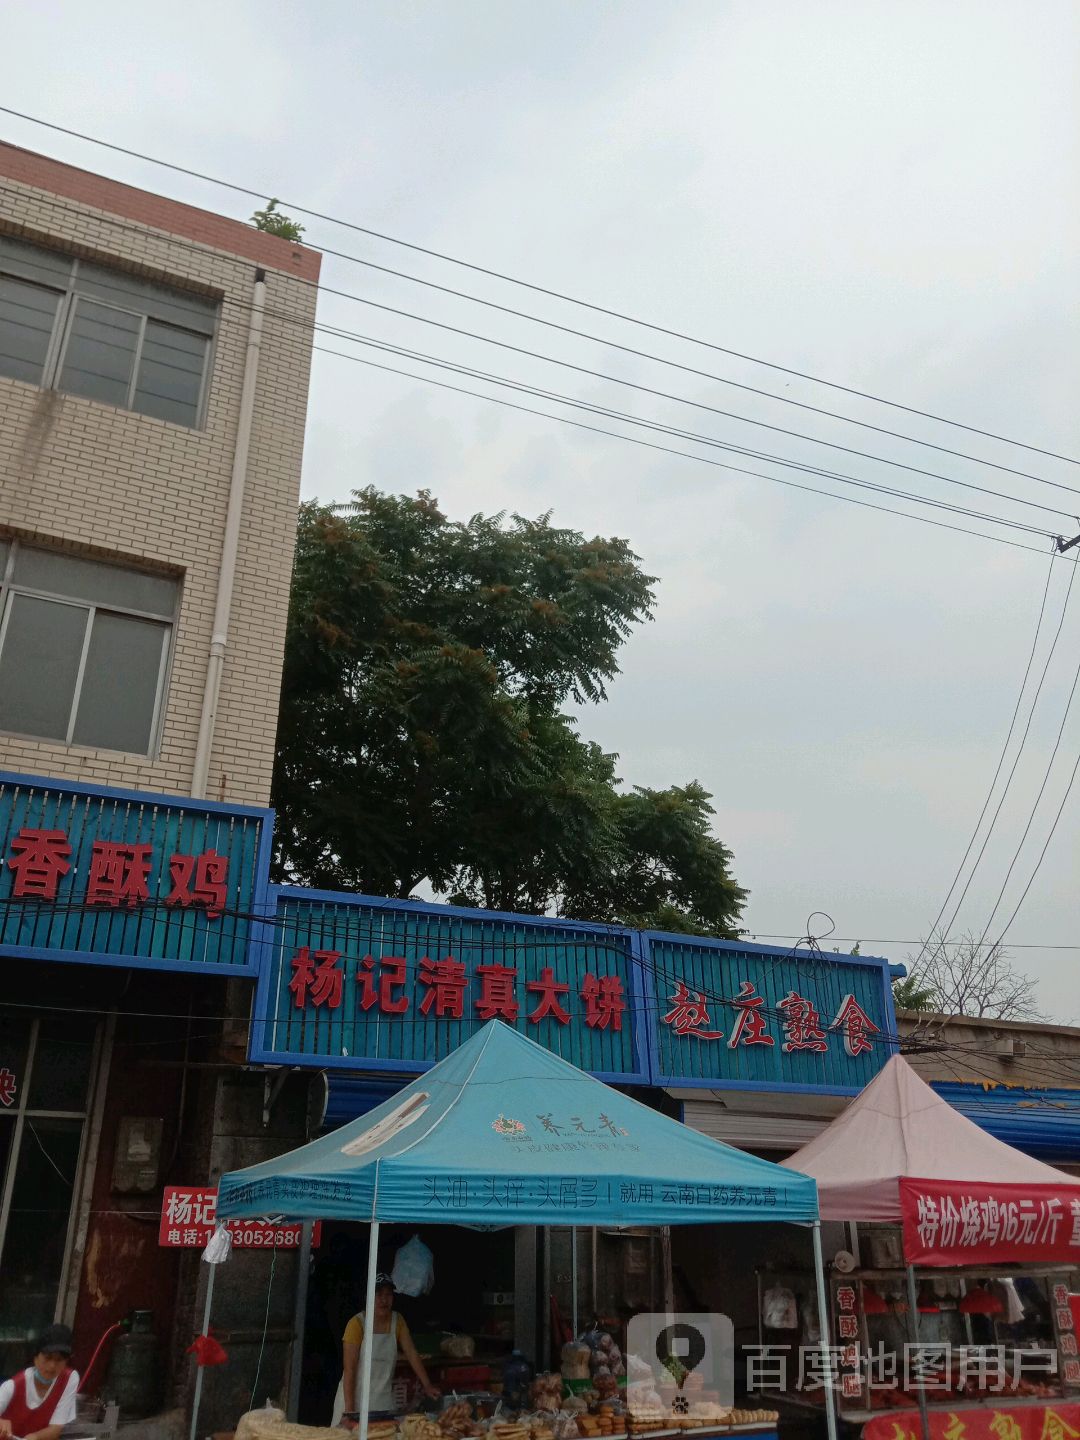 香酥鸡
杨记清真大饼
赵庄熟食
养元青
头油·头痒·头屑多 | 就用 云南白药养元青 |
特价烧鸡16元/斤
杨记
电话:
香酥鸡腿
香酥鸡腿
百度地图用户